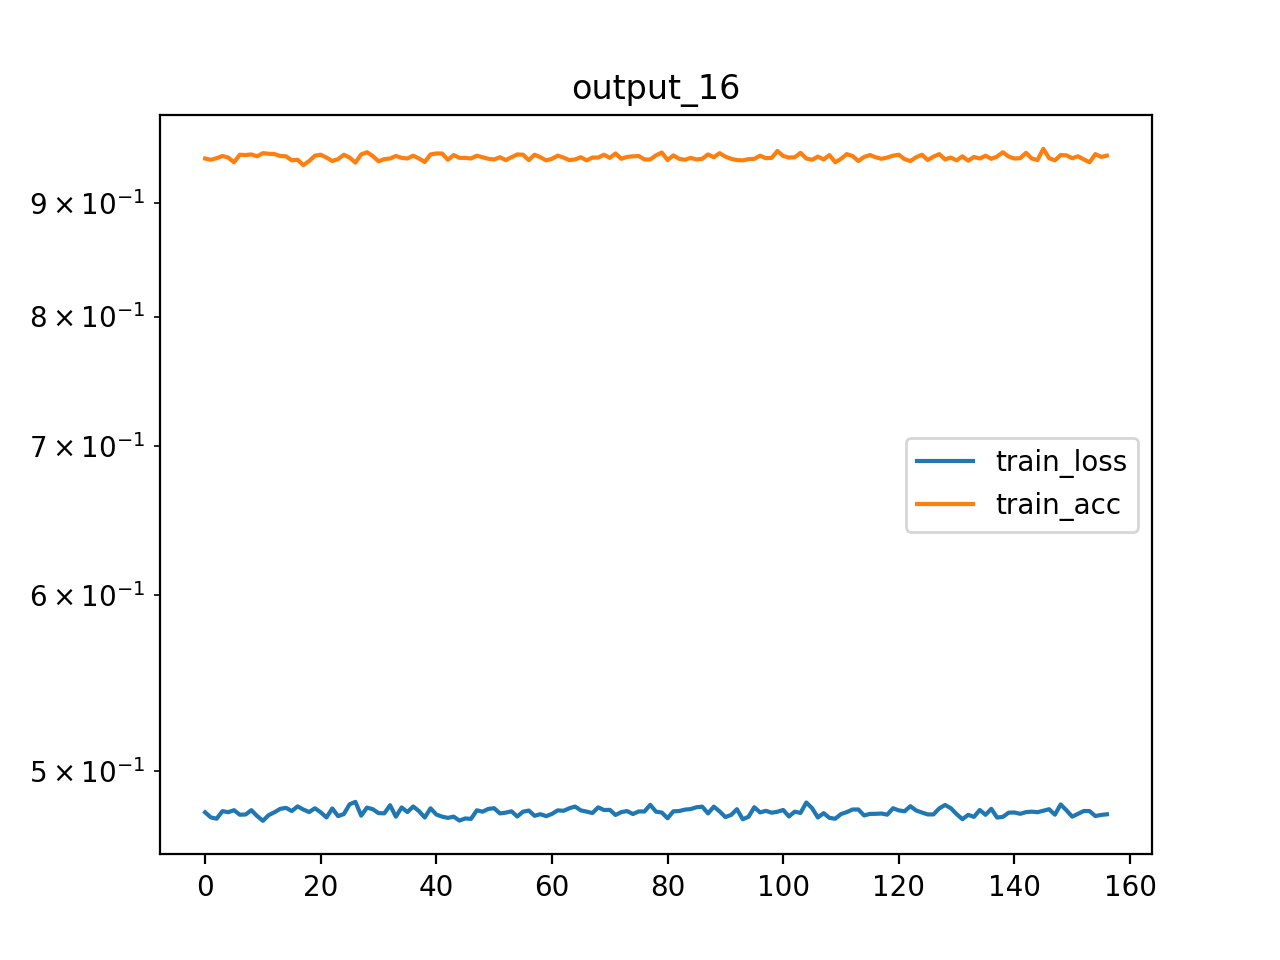 output_16
9 × 10⁻¹
8 × 10⁻¹
7 × 10⁻¹
6 × 10⁻¹
5 × 10⁻¹
train_loss
train_acc
0 20 40 60 80 100 120 140 160